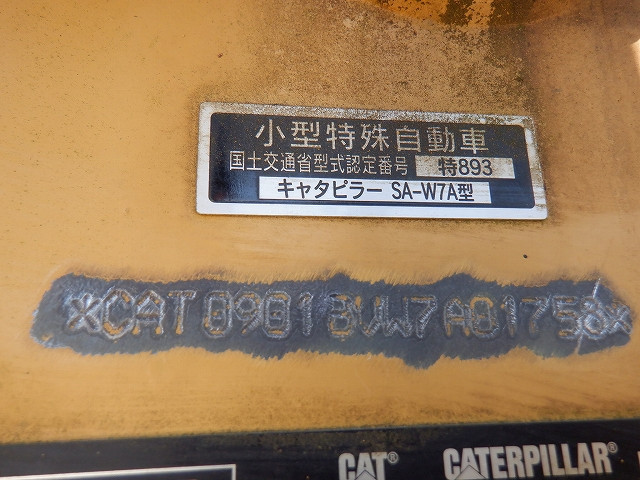 小型特殊自動車
国土交通省型式認定番号 特893
キャタピラー SA-W7A型
*CAT0901BVW7A01758*
CAT® CATERPILLAR®